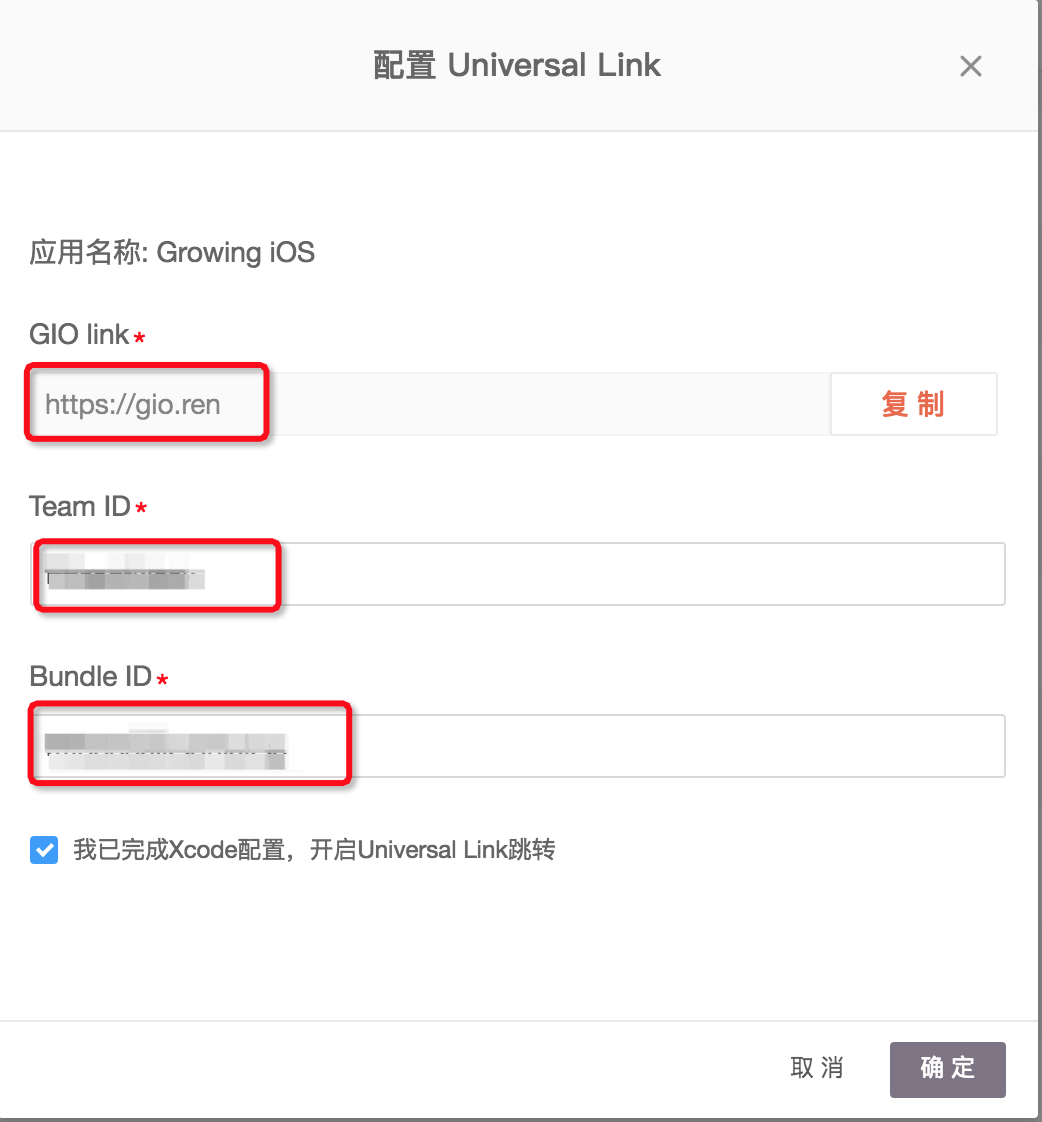 配置 Universal Link
应用名称: Growing iOS
GIO link*
https://gio.ren
复 制
Team ID*
Bundle ID*
我已完成Xcode配置，开启Universal Link跳转
取 消
确 定